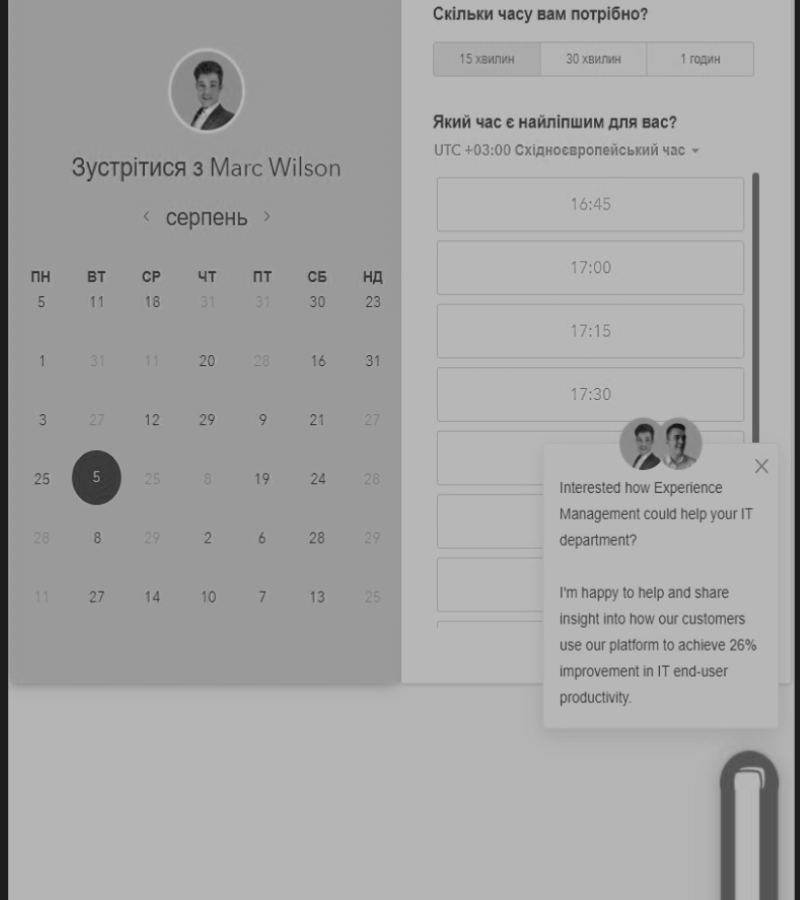 Скільки часу вам потрібно?
15 хвилин 30 хвилин 1 годин
Зустрітися з Marc Wilson
серпень
ПН ВТ СР ЧТ ПТ СБ НД
5 11 18 31 31 30 23
1 31 11 20 28 16 31
3 27 12 29 9 21 27
25 5 25 8 19 24 28
28 8 29 2 6 28 29
11 27 14 10 7 13 25
Який час є найліпшим для вас?
UTC +03:00 Східноєвропейський час
16:45
17:00
17:15
17:30
Interested how Experience
Management could help your IT
department?
I'm happy to help and share
insight into how our customers
use our platform to achieve 26%
improvement in IT end-user
productivity.